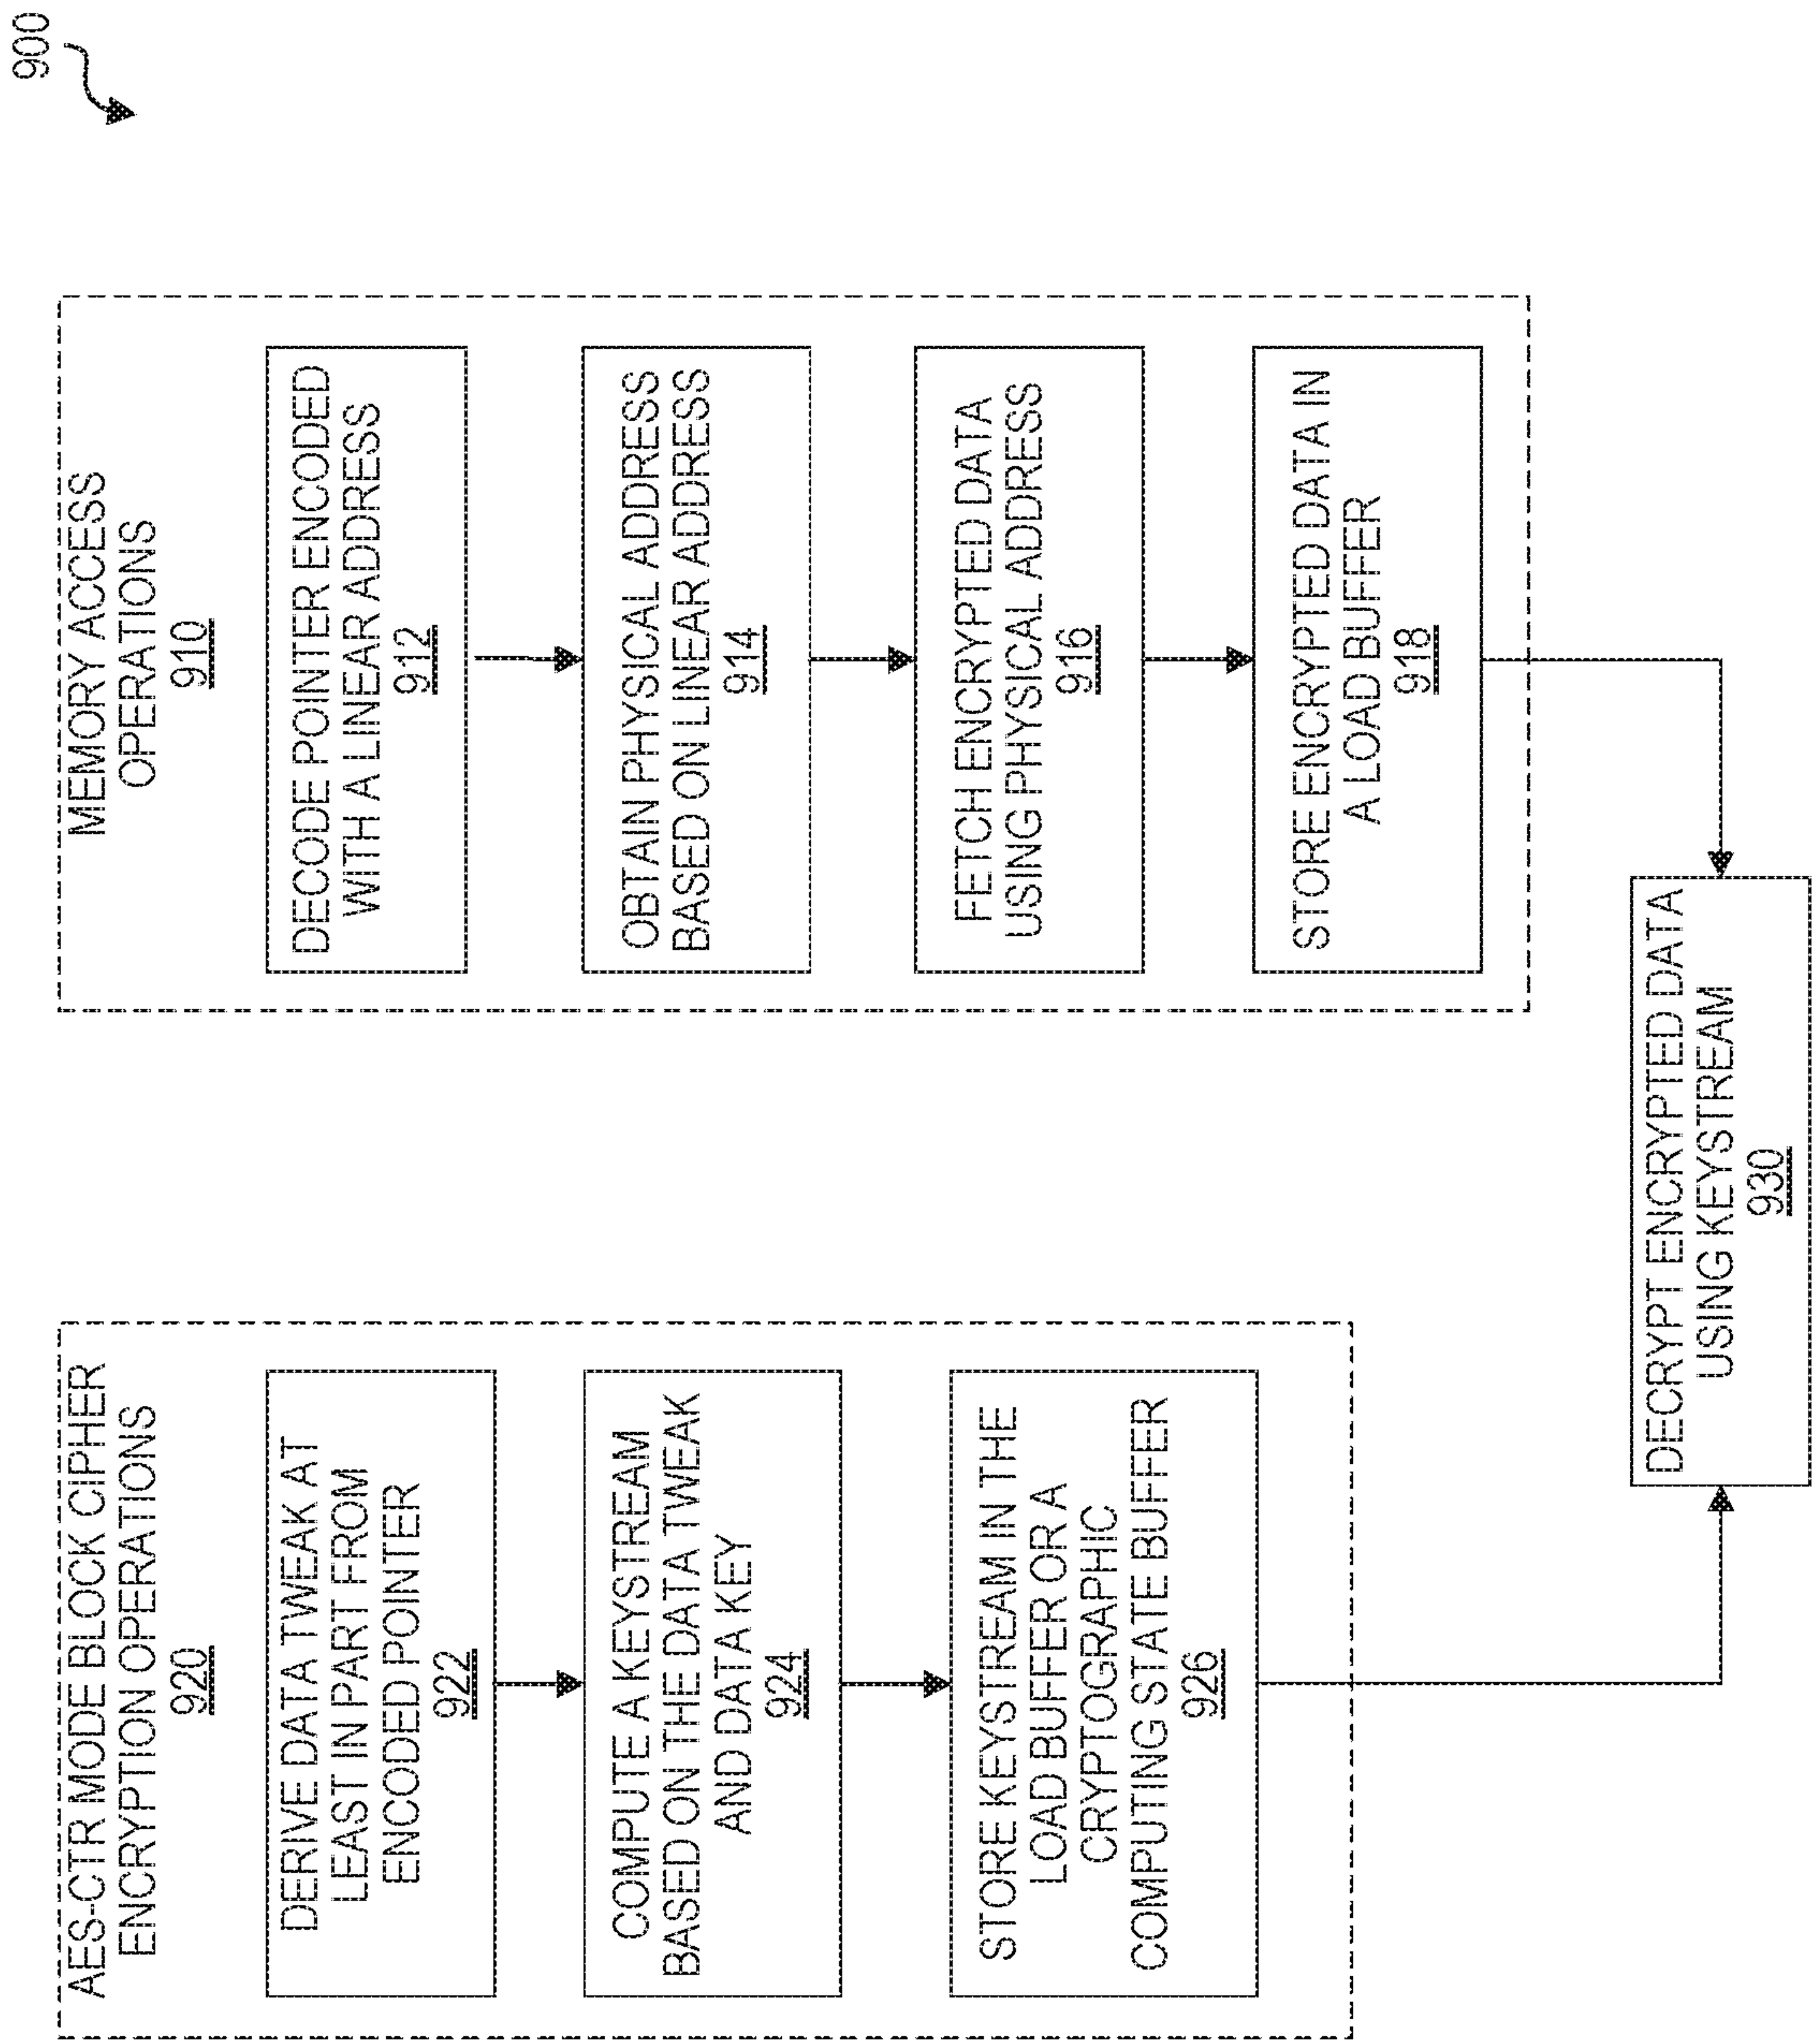 900
AES-CTR MODE BLOCK CIPHER
ENCRYPTION OPERATIONS
920
DERIVE DATA TWEAK AT
LEAST IN PART FROM
ENCODED POINTER
922
COMPUTE A KEYSTREAM
BASED ON THE DATA TWEAK
AND DATA KEY
924
STORE KEYSTREAM IN THE
LOAD BUFFER OR A
CRYPTOGRAPHIC
COMPUTING STATE BUFFER
926
MEMORY ACCESS
OPERATIONS
910
DECODE POINTER ENCODED
WITH A LINEAR ADDRESS
912
OBTAIN PHYSICAL ADDRESS
BASED ON LINEAR ADDRESS
914
FETCH ENCRYPTED DATA
USING PHYSICAL ADDRESS
916
STORE ENCRYPTED DATA IN
A LOAD BUFFER
918
DECRYPT ENCRYPTED DATA
USING KEYSTREAM
930